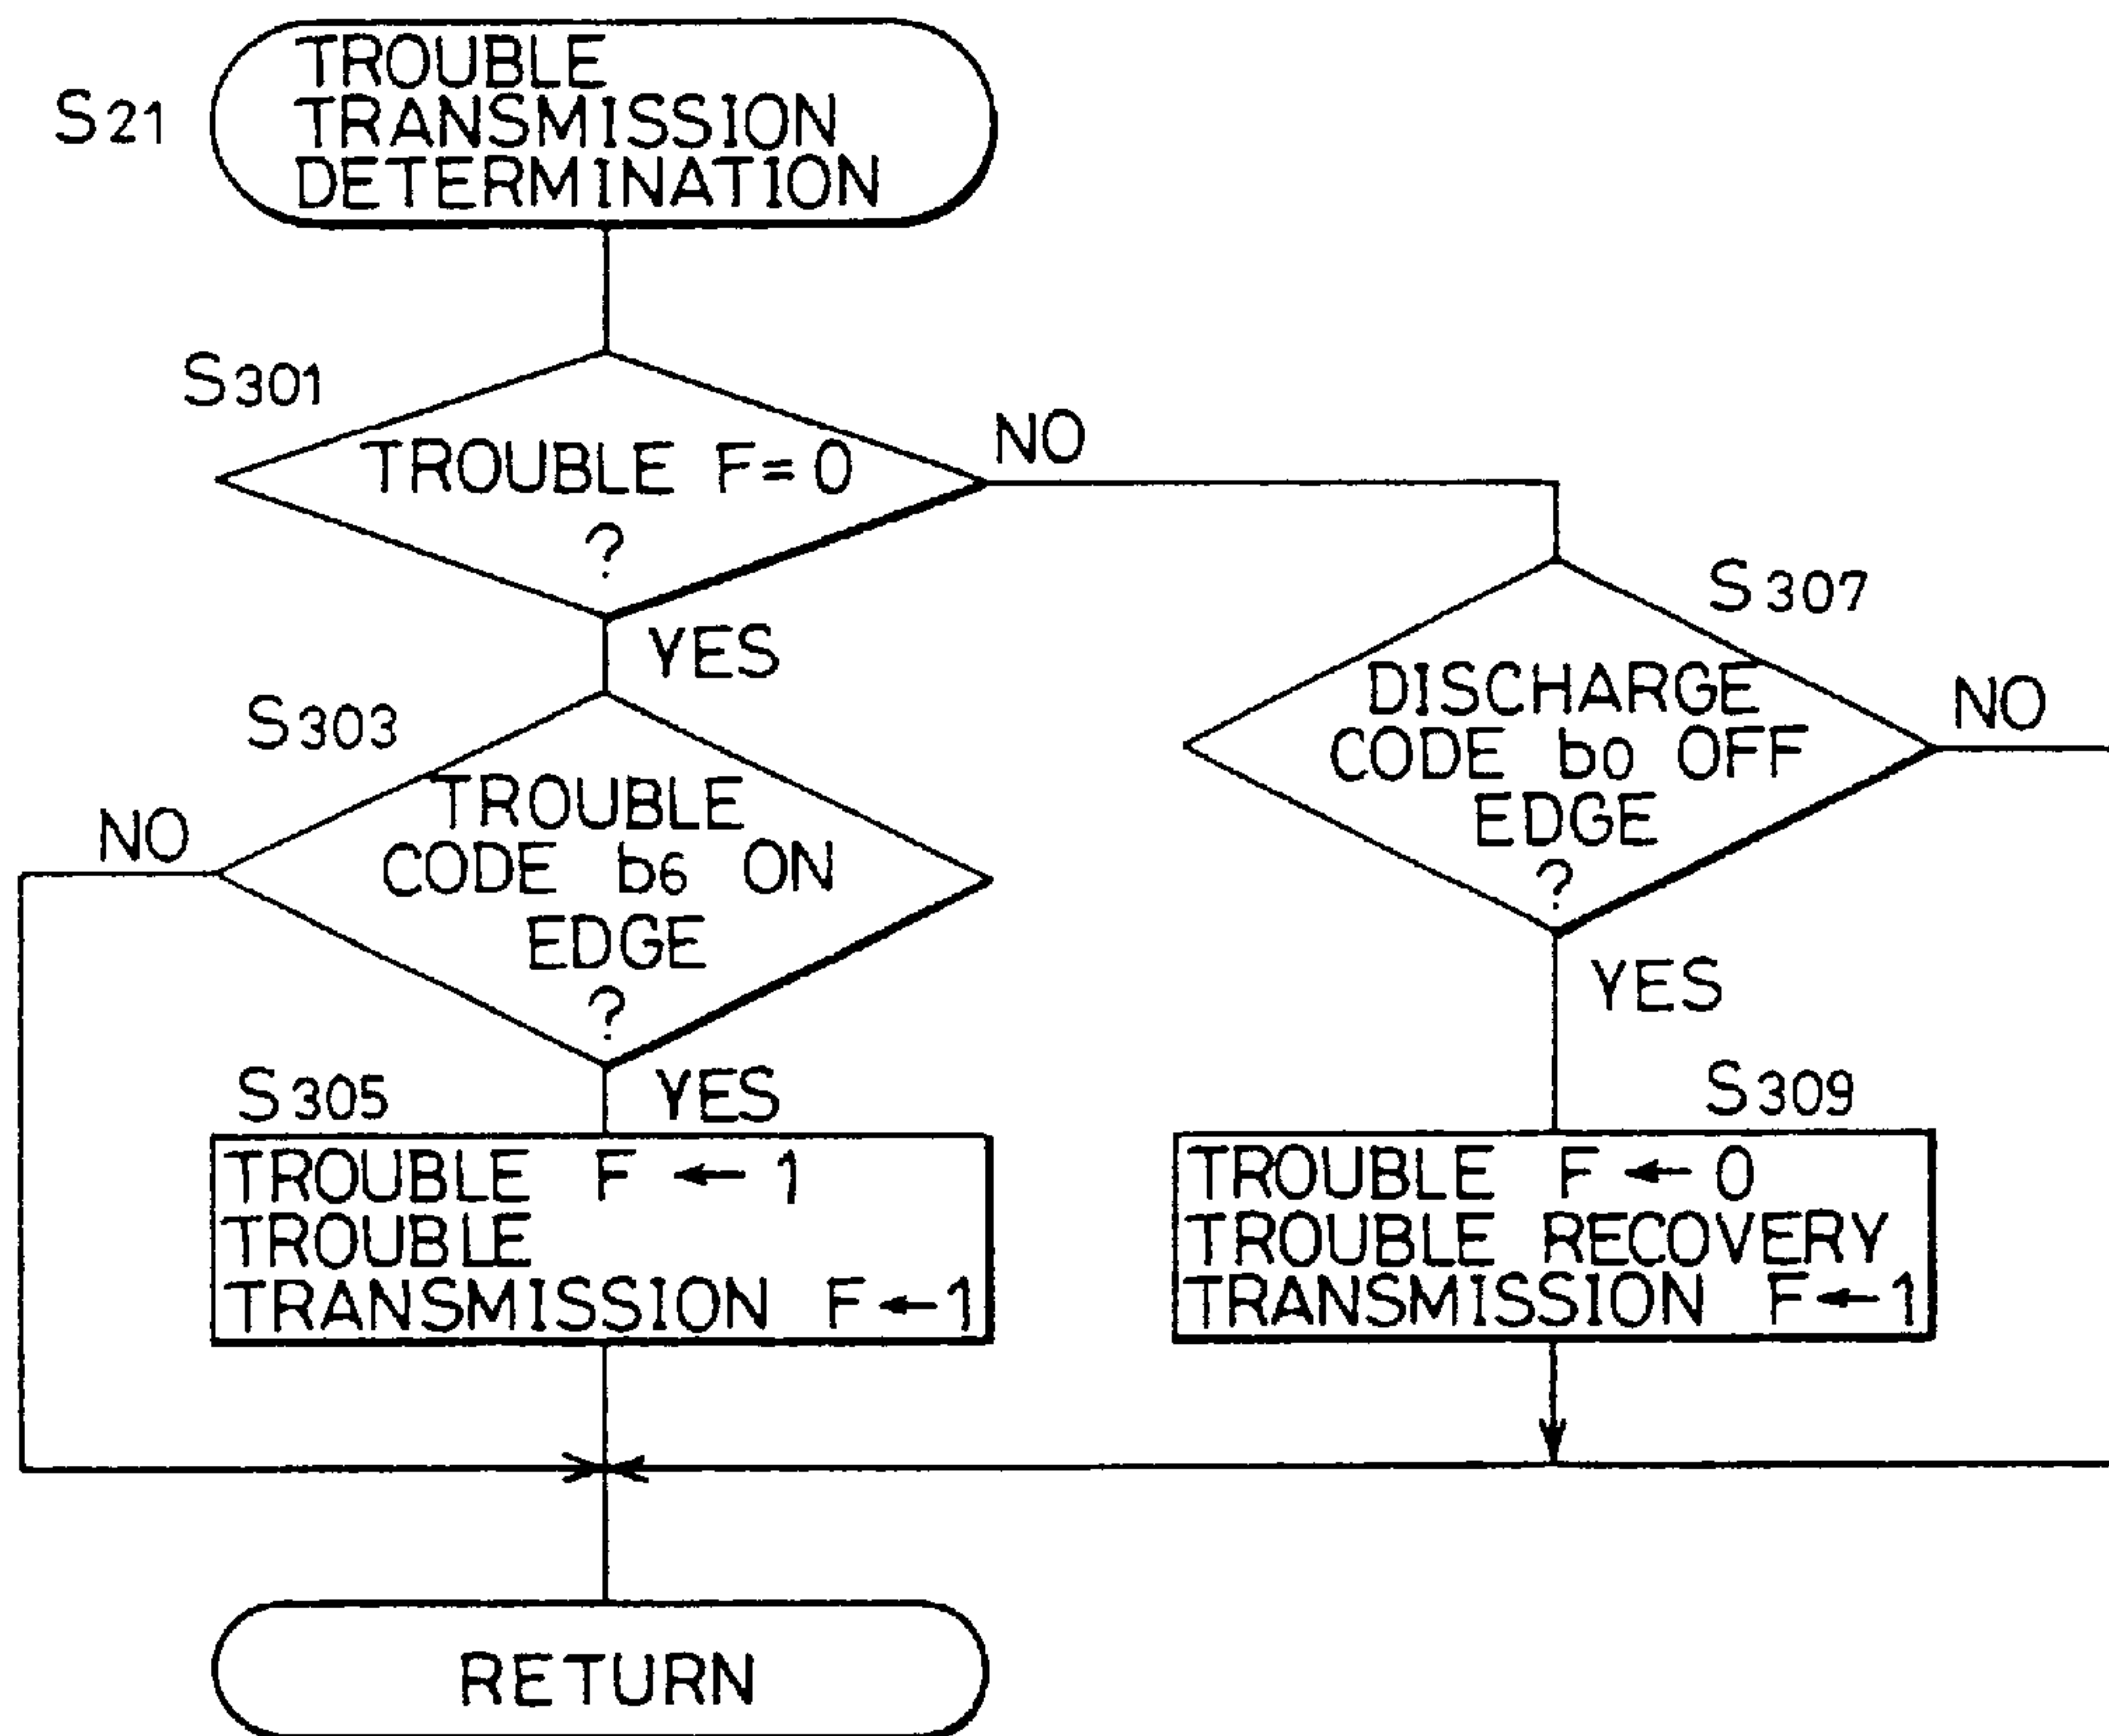 S21
TROUBLE
TRANSMISSION
DETERMINATION
S301
TROUBLE F=0
?
NO
YES
S303
TROUBLE
CODE b6 ON
EDGE
?
NO
YES
S305
TROUBLE F ← 1
TROUBLE
TRANSMISSION F←1
S307
DISCHARGE
CODE b0 OFF
EDGE
?
NO
YES
S309
TROUBLE F ← 0
TROUBLE RECOVERY
TRANSMISSION F←1
RETURN